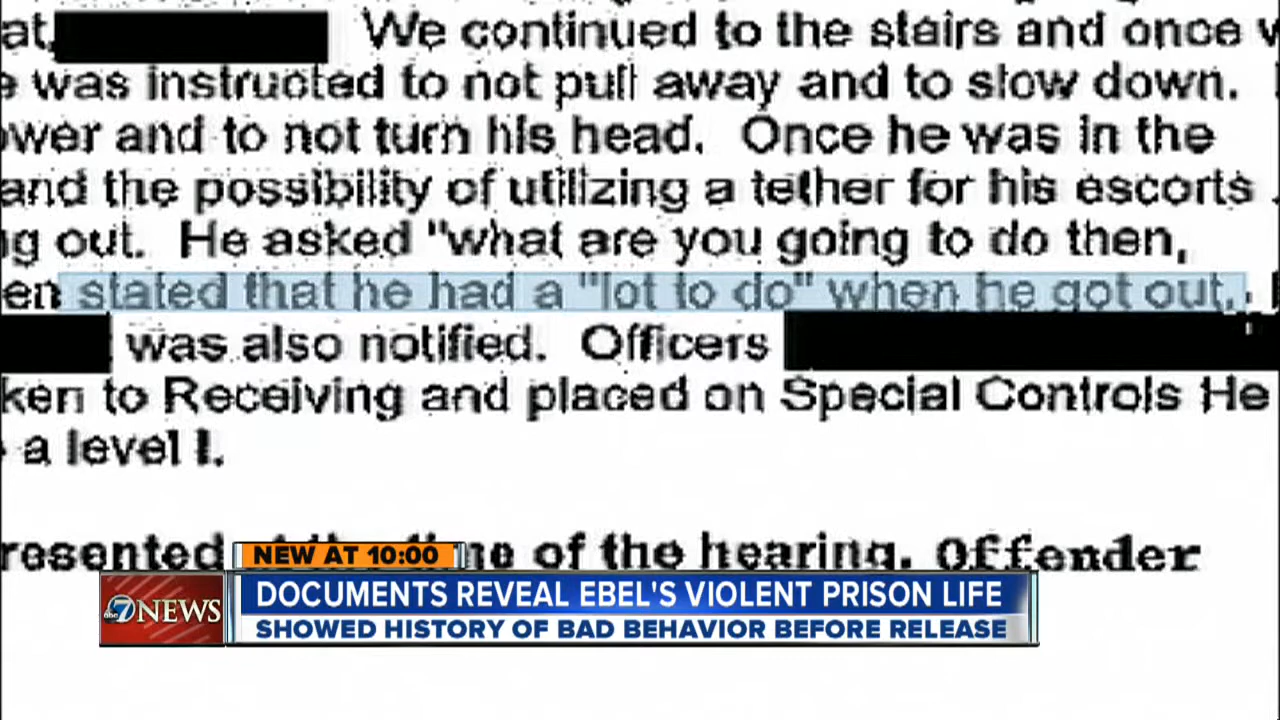 at, We continued to the stairs and once
was instructed to not pull away and to slow down.
ower and to not turn his head. Once he was in the
and the possibility of utilizing a tether for his escorts
ng out. He asked "what are you going to do then,
en stated that he had a "lot to do" when he got out.
was also notified. Officers
ken to Receiving and placed on Special Controls He
a level I.
resented time of the hearing. Offender
NEW AT 10:00
abc 7NEWS
DOCUMENTS REVEAL EBEL'S VIOLENT PRISON LIFE
SHOWED HISTORY OF BAD BEHAVIOR BEFORE RELEASE